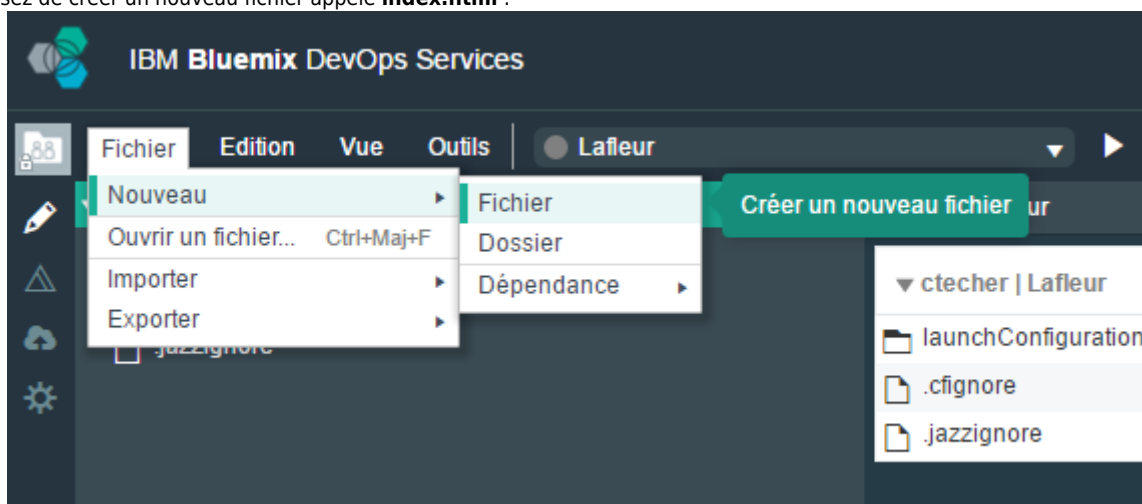 sez de créer un nouveau fichier appelé index.html :
IBM Bluemix DevOps Services
88
Fichier Edition Vue Outils Lafleur
Nouveau Fichier Créer un nouveau fichier ur
Ouvrir un fichier... Ctrl+Maj+F Dossier
Importer Dépendance ctecher | Lafleur
Exporter launchConfiguration
.jazzignore .cfignore
.jazzignore